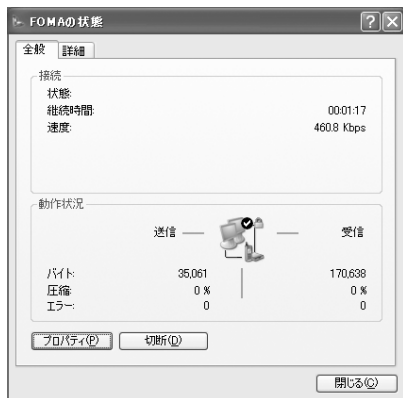 FOMAの状態
全般 詳細
接続
状態:
継続時間: 00:01:17
速度: 460.8 Kbps
動作状況
送信 — — 受信
バイト: 35,061 170,638
圧縮: 0 % 0 %
エラー: 0 0
プロパティ(P) 切断(D)
閉じる(C)